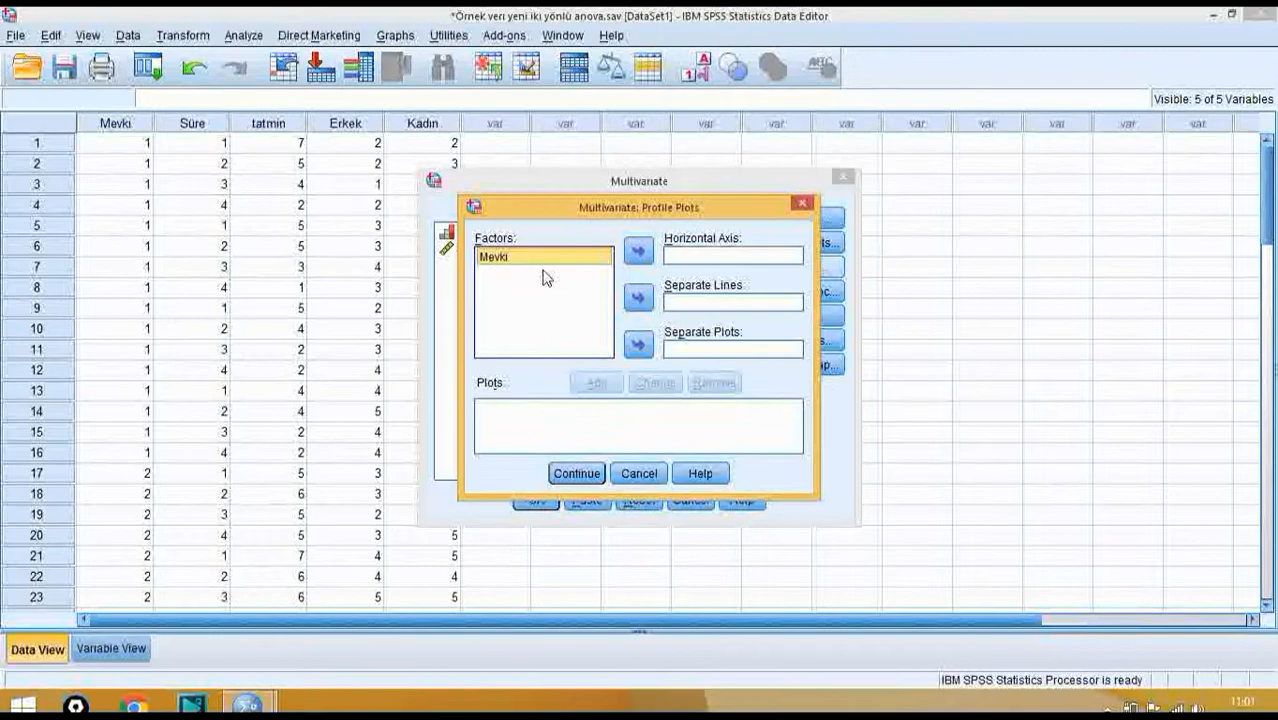 *Örnek veri yeni iki yönlü anova.sav [DataSet1] - IBM SPSS Statistics Data Editor
File Edit View Data Transform Analyze Direct Marketing Graphs Utilities Add-ons Window Help
Visible: 5 of 5 Variables
Mevki Süre tatmin Erkek Kadın var var var var var var var var var var var
1 1 1 7 2 2
2 1 2 5 2 3
3 1 3 4 1
4 1 4 2 2
5 1 1 5 3
6 1 2 5 3
7 1 3 3 4
8 1 4 1 3
9 1 1 5 2
10 1 2 4 3
11 1 3 2 3
12 1 4 2 4
13 1 1 4 4
14 1 2 4 5
15 1 3 2 4
16 1 4 2 4
17 2 1 5 3
18 2 2 6 3
19 2 3 5 2
20 2 4 5 3 5
21 2 1 7 4 5
22 2 2 6 4 4
23 2 3 6 5 5
Multivariate
Multivariate: Profile Plots
Factors:
Mevki
Horizontal Axis:
Separate Lines:
Separate Plots:
Plots:
Add Change Remove
Continue Cancel Help
Paste Reset Cancel Help
Data View Variable View
IBM SPSS Statistics Processor is ready
11:01